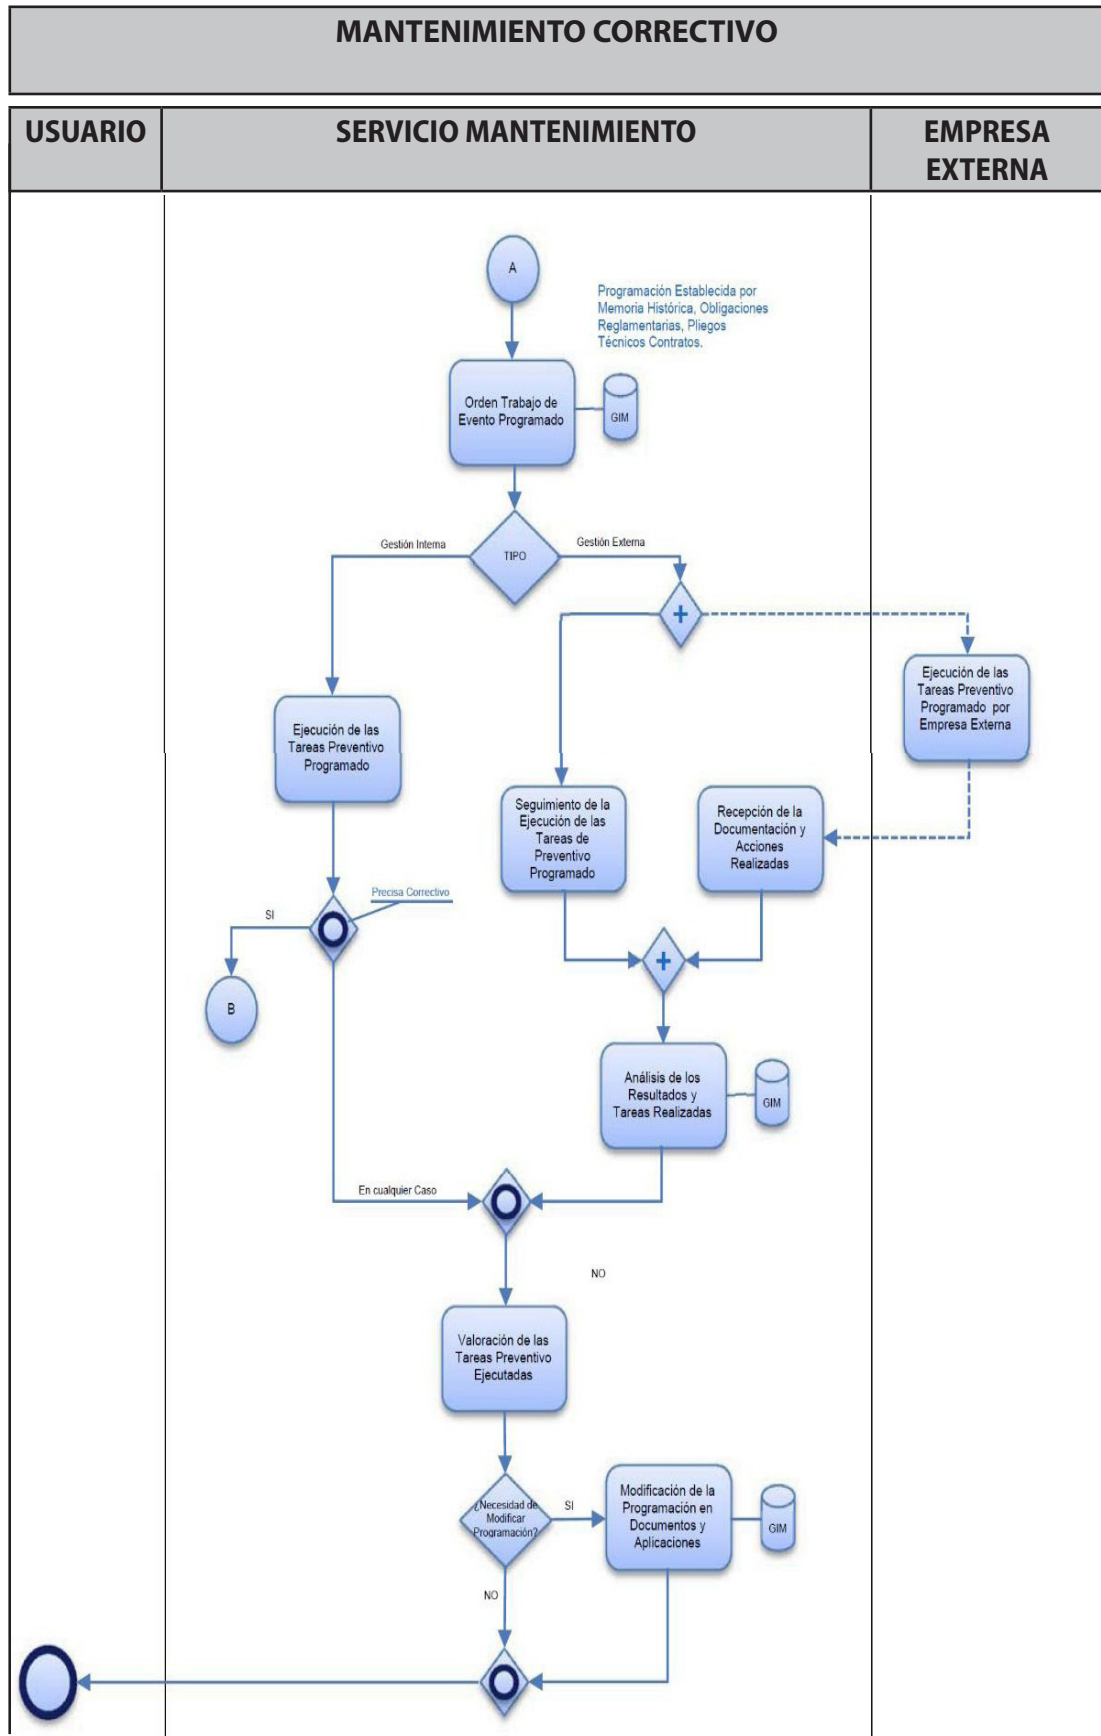 MANTENIMIENTO CORRECTIVO
USUARIO
SERVICIO MANTENIMIENTO
EMPRESA
EXTERNA
A
Programación Establecida por
Memoria Histórica, Obligaciones
Reglamentarias, Pliegos
Técnicos Contratos.
Orden Trabajo de
Evento Programado
GIM
Gestión Interna
TIPO
Gestión Externa
+
Ejecución de las
Tareas Preventivo
Programado por
Empresa Externa
Ejecución de las
Tareas Preventivo
Programado
Seguimiento de la
Ejecución de las
Tareas de
Preventivo
Programado
Recepción de la
Documentación y
Acciones
Realizadas
Precisa Correctivo
SI
B
+
Análisis de los
Resultados y
Tareas Realizadas
GIM
En cualquier Caso
NO
Valoración de las
Tareas Preventivo
Ejecutadas
¿Necesidad de
Modificar
Programación?
SI
Modificación de la
Programación en
Documentos y
Aplicaciones
GIM
NO